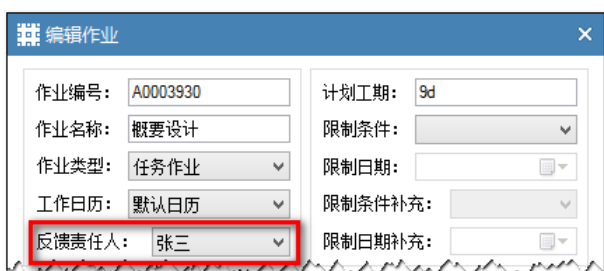 编辑作业
作业编号： A0003930
计划工期： 9d
作业名称： 概要设计
限制条件：
作业类型： 任务作业
限制日期：
工作日历： 默认日历
限制条件补充：
反馈责任人： 张三
限制日期补充：